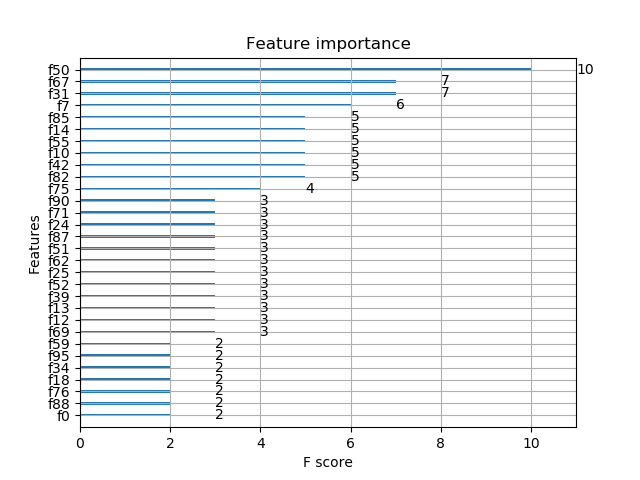 Feature importance
Features
f50 10
f67 7
f31 7
f7 6
f85 5
f14 5
f55 5
f10 5
f42 5
f82 5
f75 4
f90 3
f71 3
f24 3
f87 3
f51 3
f62 3
f25 3
f52 3
f39 3
f13 3
f12 3
f69 3
f59 2
f95 2
f34 2
f18 2
f76 2
f88 2
f0 2
0 2 4 6 8 10
F score